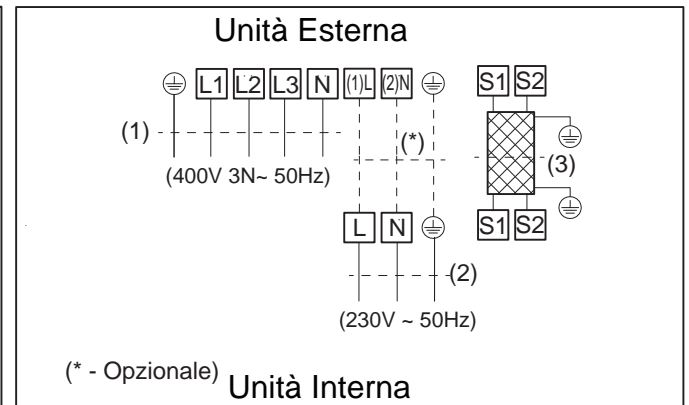 Unità Esterna
L1 L2 L3 N (1)L (2)N S1 S2
(1) (*) (3)
(400V 3N~ 50Hz)
L N S1 S2
(2)
(230V ~ 50Hz)
(* - Opzionale)
Unità Interna